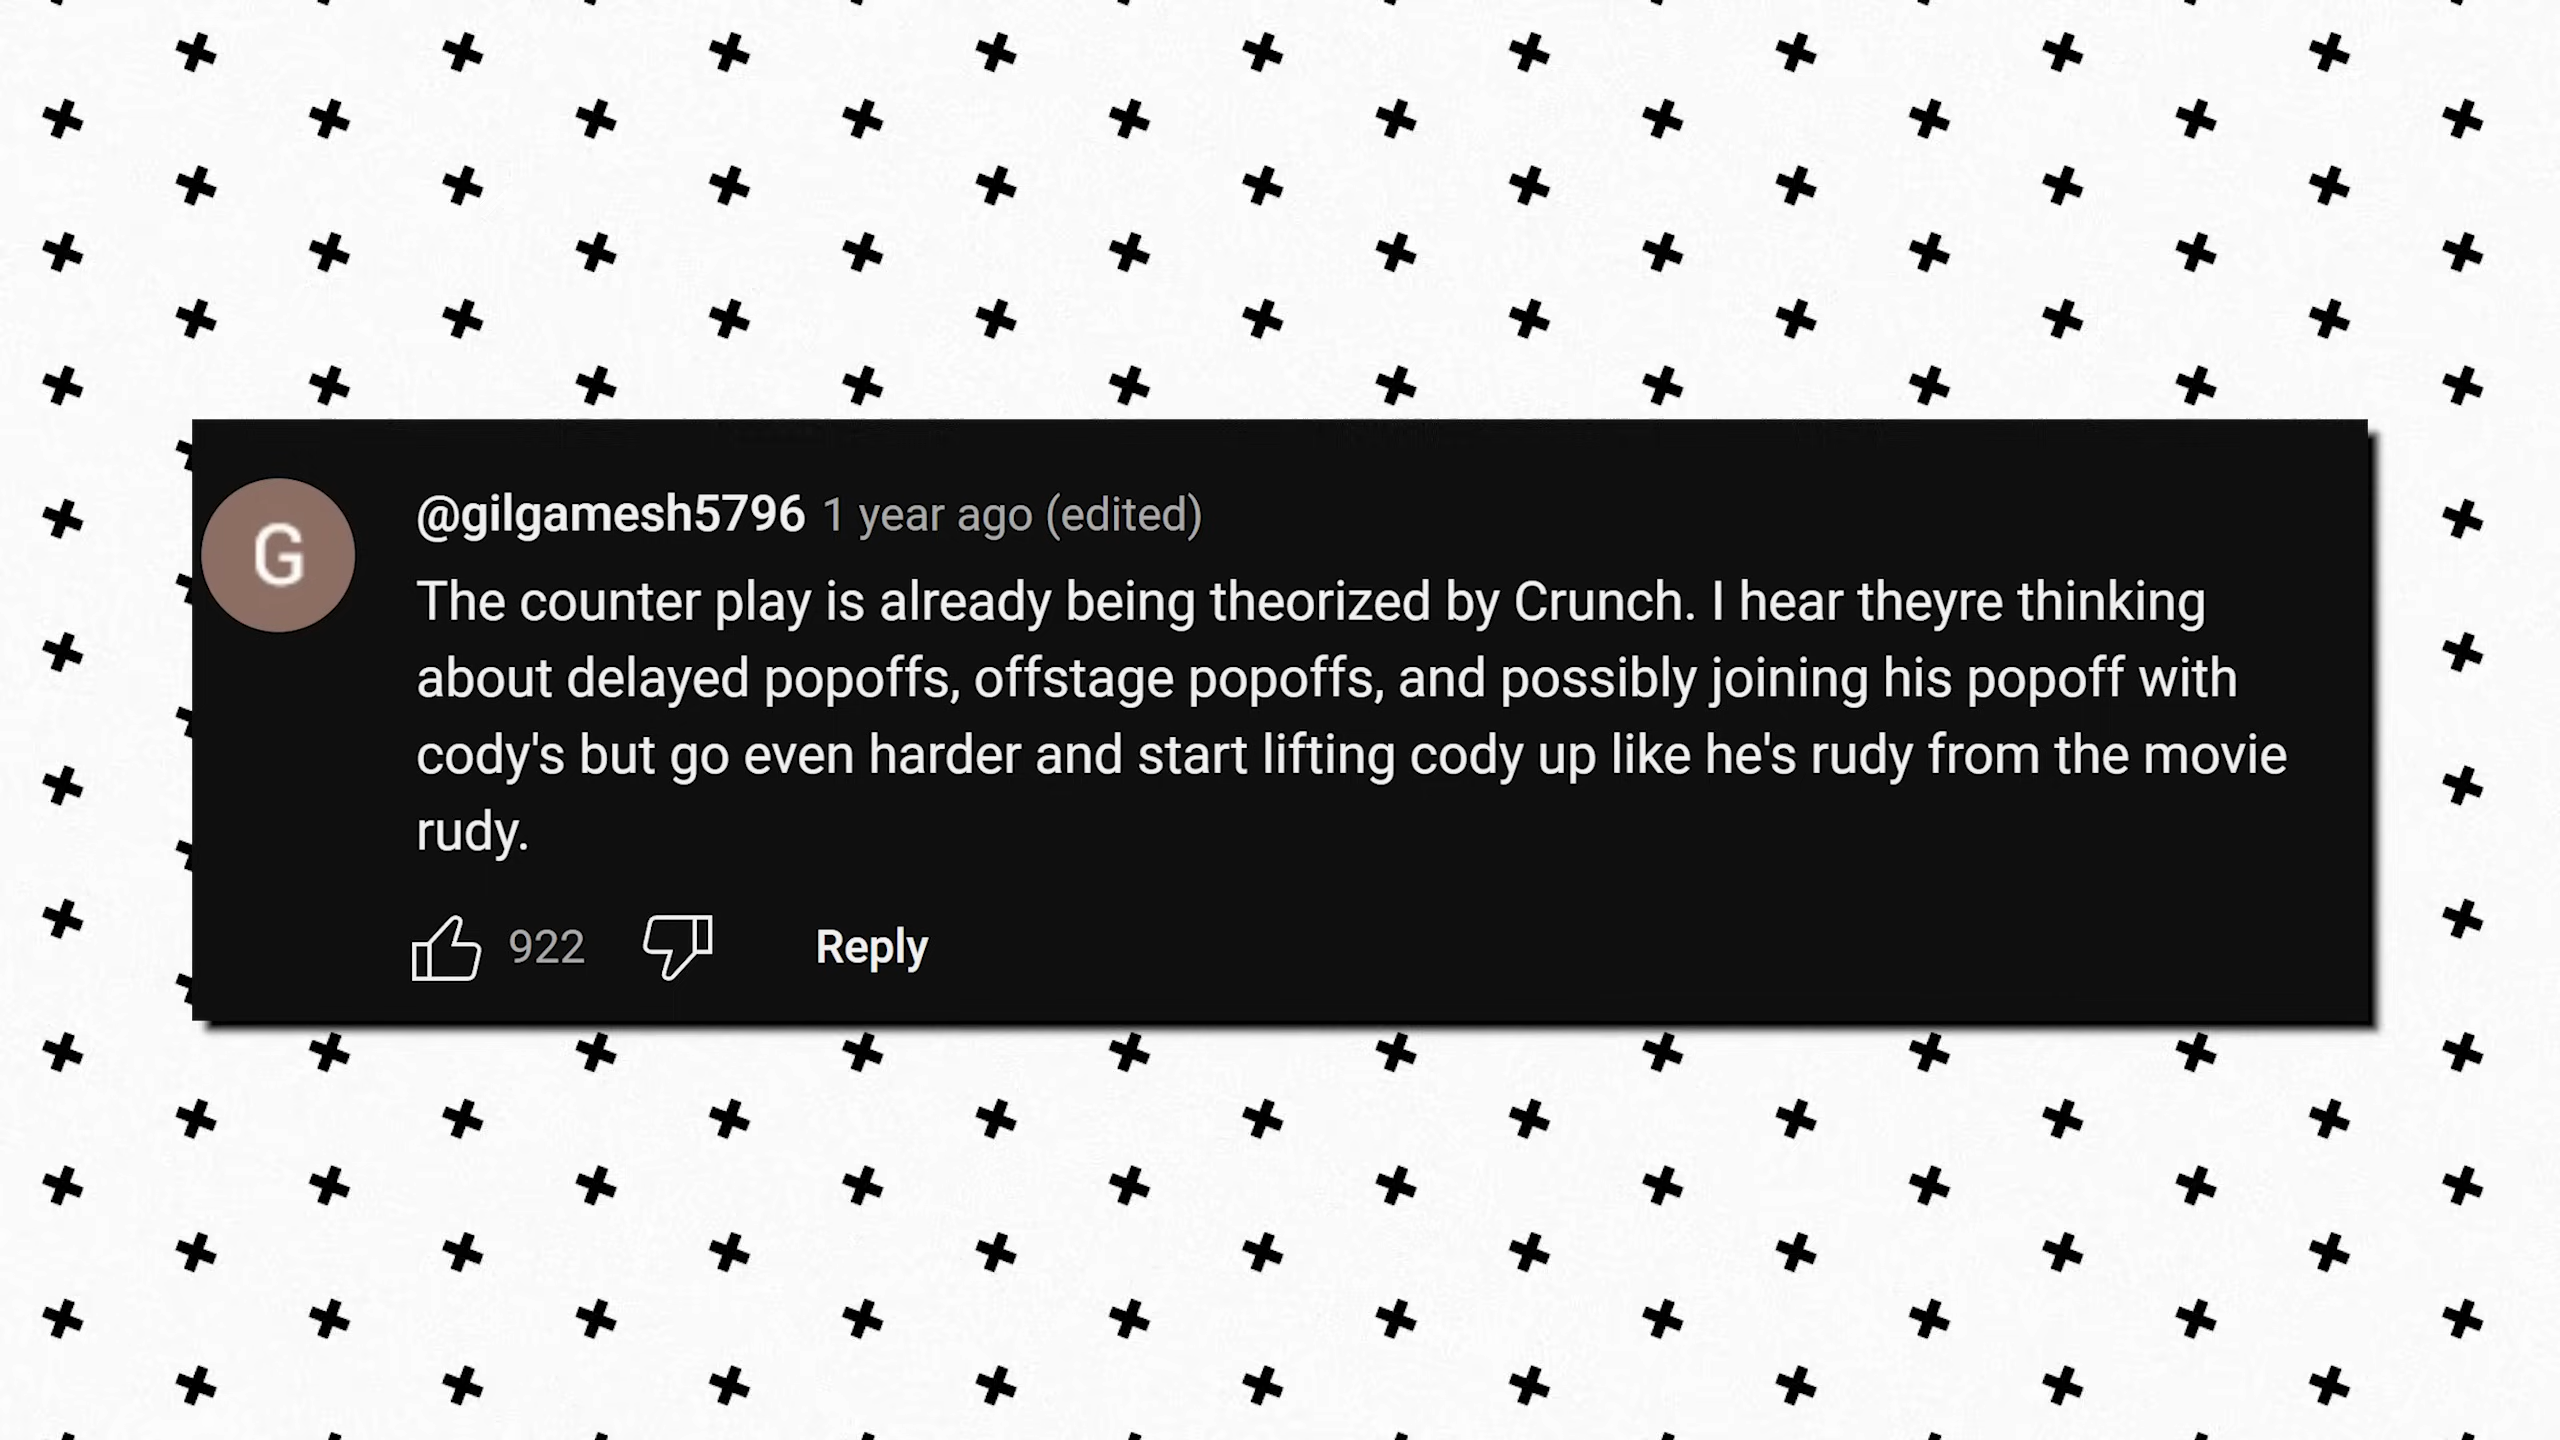 G
@gilgamesh5796 1 year ago (edited)
The counter play is already being theorized by Crunch. I hear theyre thinking
about delayed popoffs, offstage popoffs, and possibly joining his popoff with
cody's but go even harder and start lifting cody up like he's rudy from the movie
rudy.
922 Reply